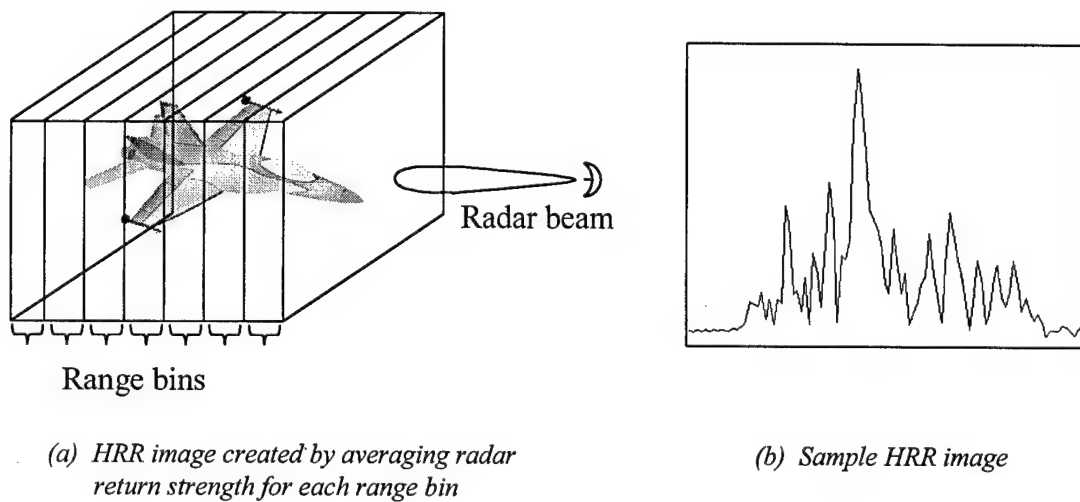 Radar beam
Range bins
(a) HRR image created by averaging radar
return strength for each range bin
(b) Sample HRR image